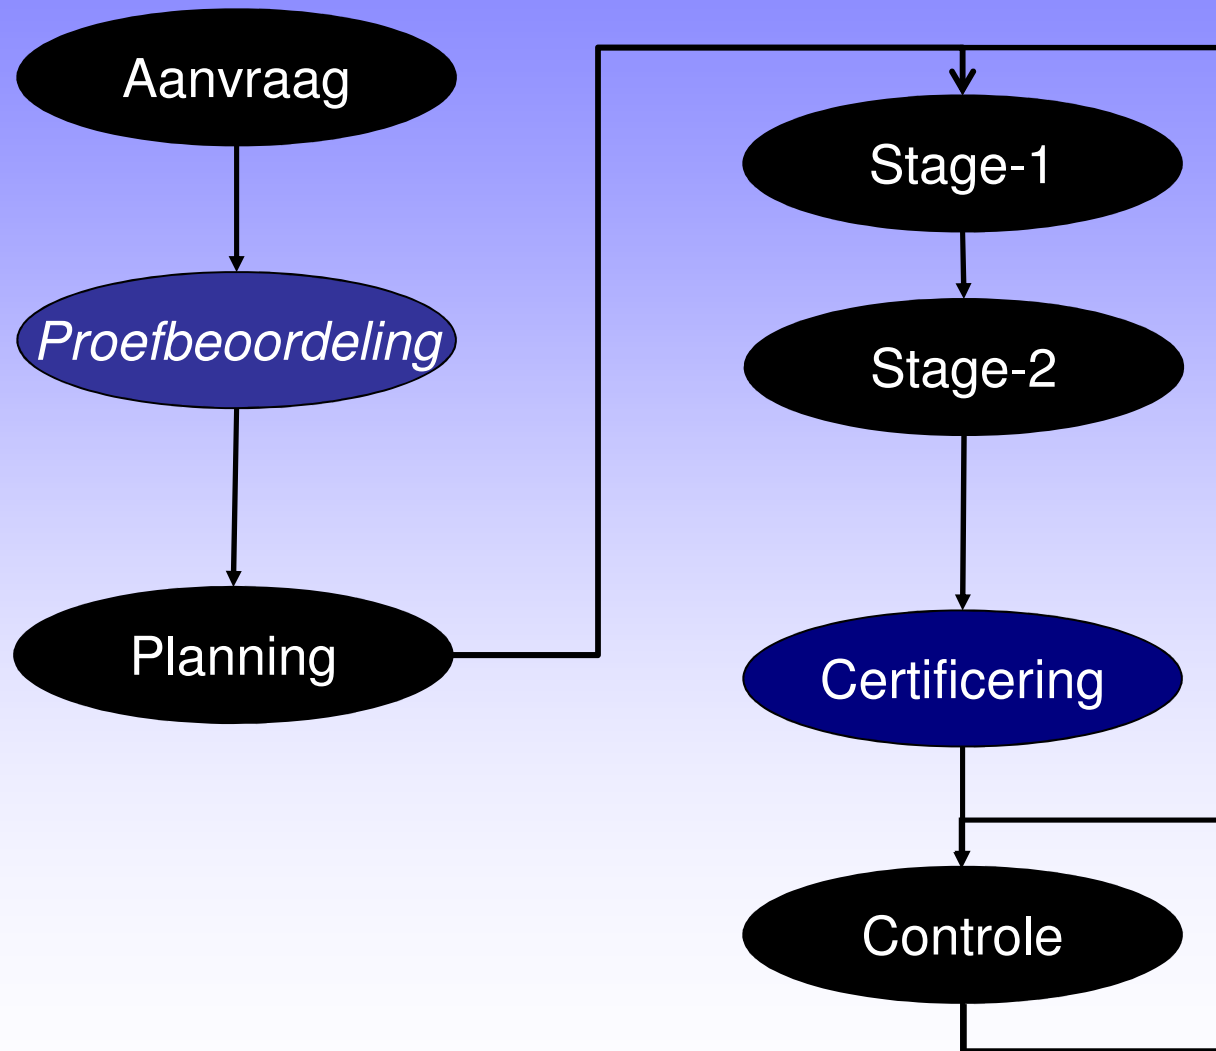 Aanvraag
Proefbeoordeling
Planning
Stage-1
Stage-2
Certificering
Controle